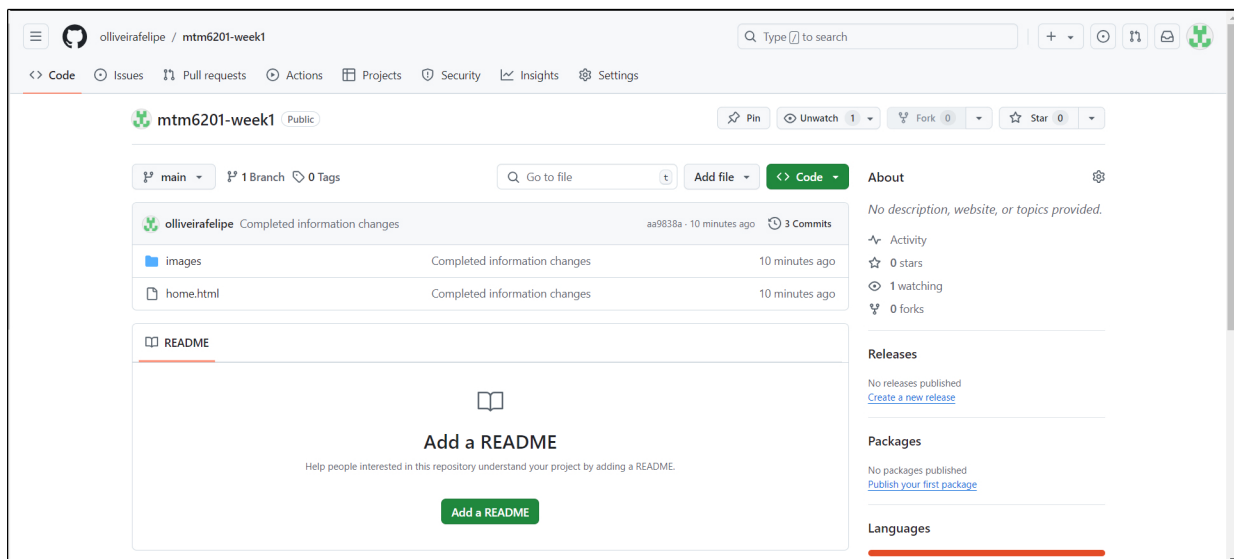 olliveirafelipe / mtm6201-week1
Type / to search
<> Code Issues Pull requests Actions Projects Security Insights Settings
mtm6201-week1 Public
Pin Unwatch 1 Fork 0 Star 0
main 1 Branch 0 Tags Go to file t Add file <> Code
olliveirafelipe Completed information changes aa9838a · 10 minutes ago 3 Commits
images Completed information changes 10 minutes ago
home.html Completed information changes 10 minutes ago
README
Add a README
Help people interested in this repository understand your project by adding a README.
Add a README
About
No description, website, or topics provided.
Activity
0 stars
1 watching
0 forks
Releases
No releases published
Create a new release
Packages
No packages published
Publish your first package
Languages